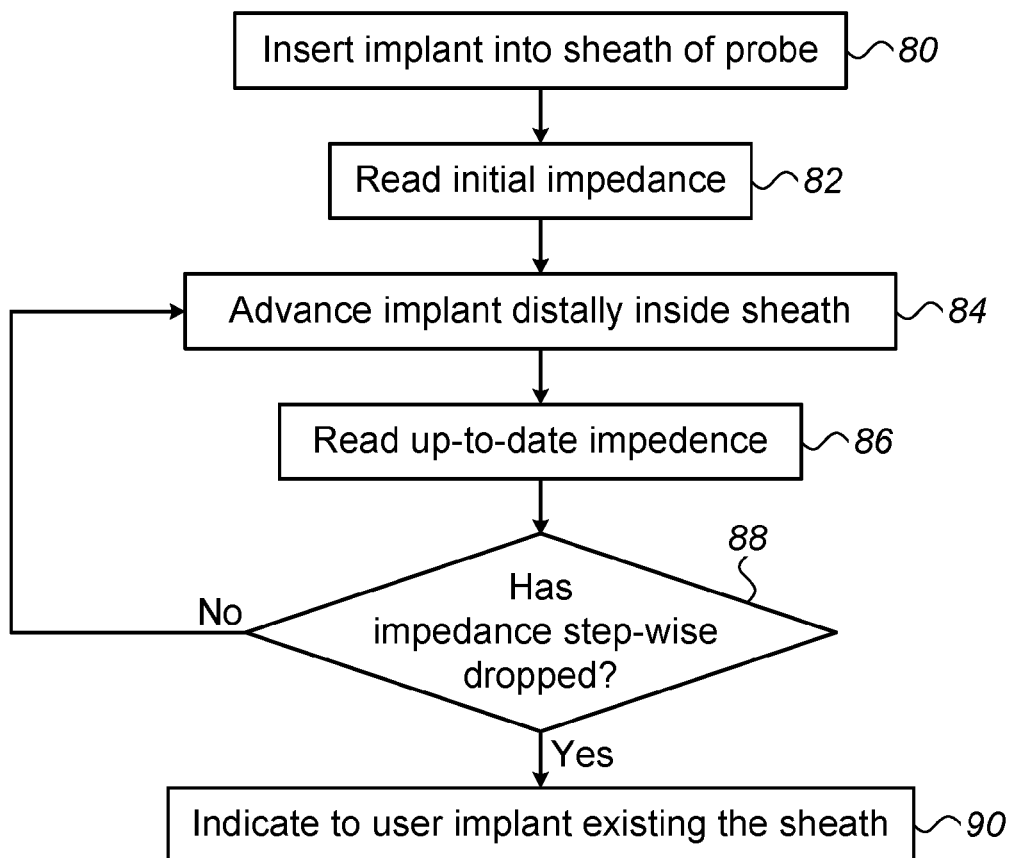 Insert implant into sheath of probe
80
Read initial impedance
82
Advance implant distally inside sheath
84
Read up-to-date impedence
86
88
Has
impedance step-wise
dropped?
No
Yes
Indicate to user implant existing the sheath
90